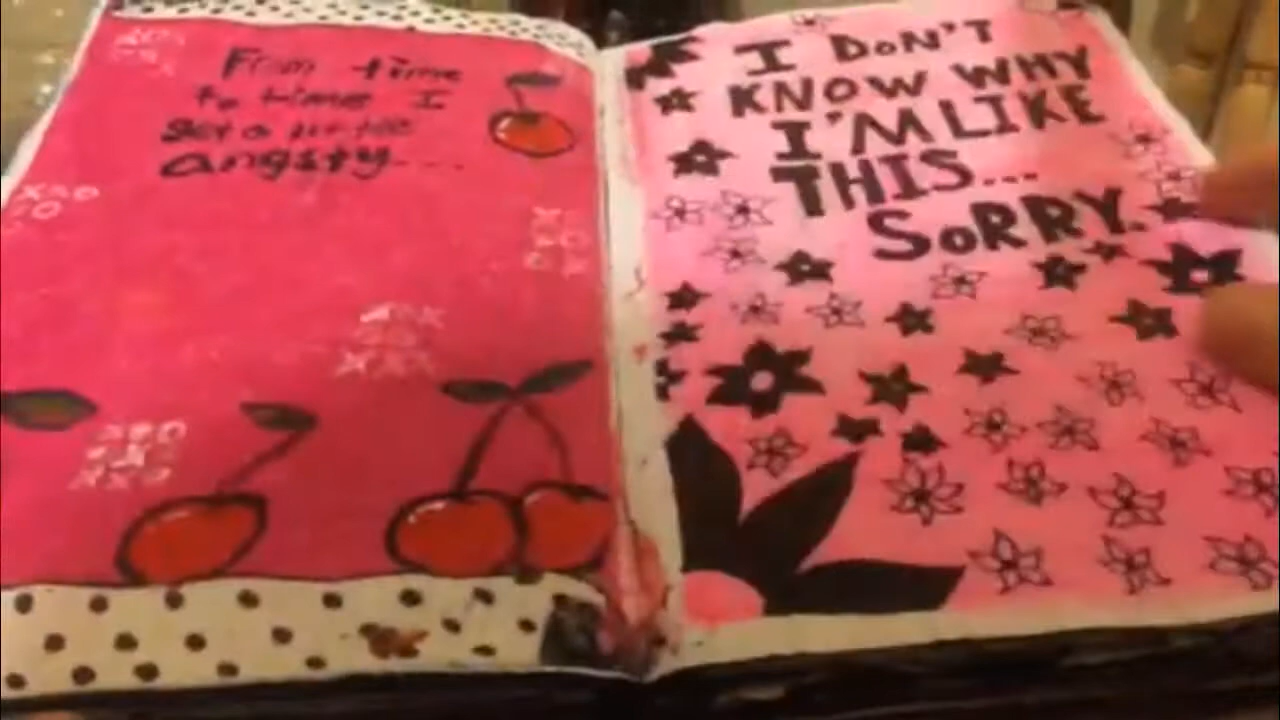 From time
to time I
get a little
angsty....
I DON'T
KNOW WHY
I'M LIKE
THIS...
SORRY.